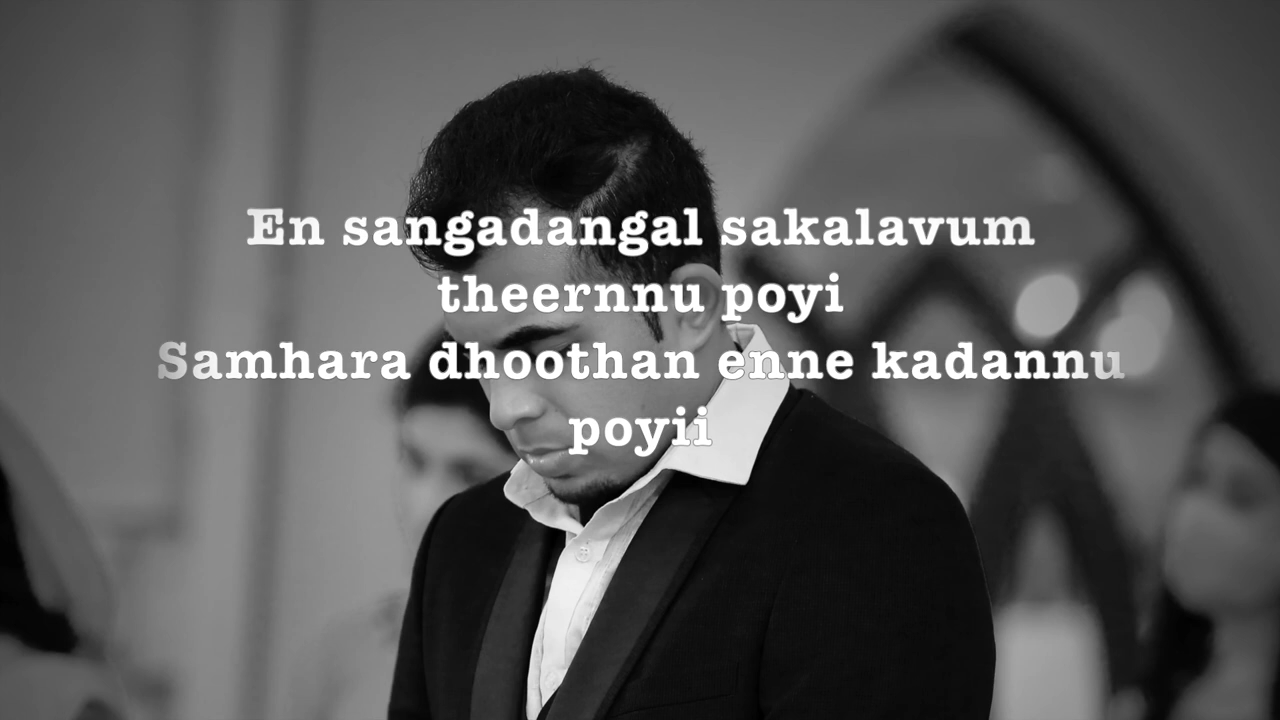 En sangadangal sakalavum
theernnu poyi
Samhara dhoothan enne kadannu
poyii